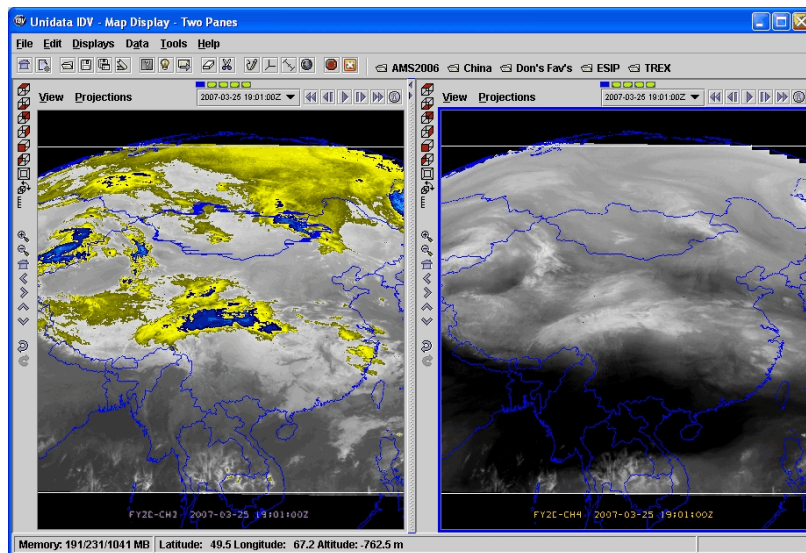 Unidata IDV - Map Display - Two Panes
File Edit Displays Data Tools Help
AMS2006 China Don's Fav's ESIP TREX
View Projections
2007-03-25 19:01:00Z
View Projections
2007-03-25 19:01:00Z
FY2C-CH2 2007-03-25 19:01:00Z
FY2C-CH4 2007-03-25 19:01:00Z
Memory: 191/231/1041 MB Latitude: 49.5 Longitude: 67.2 Altitude: -762.5 m